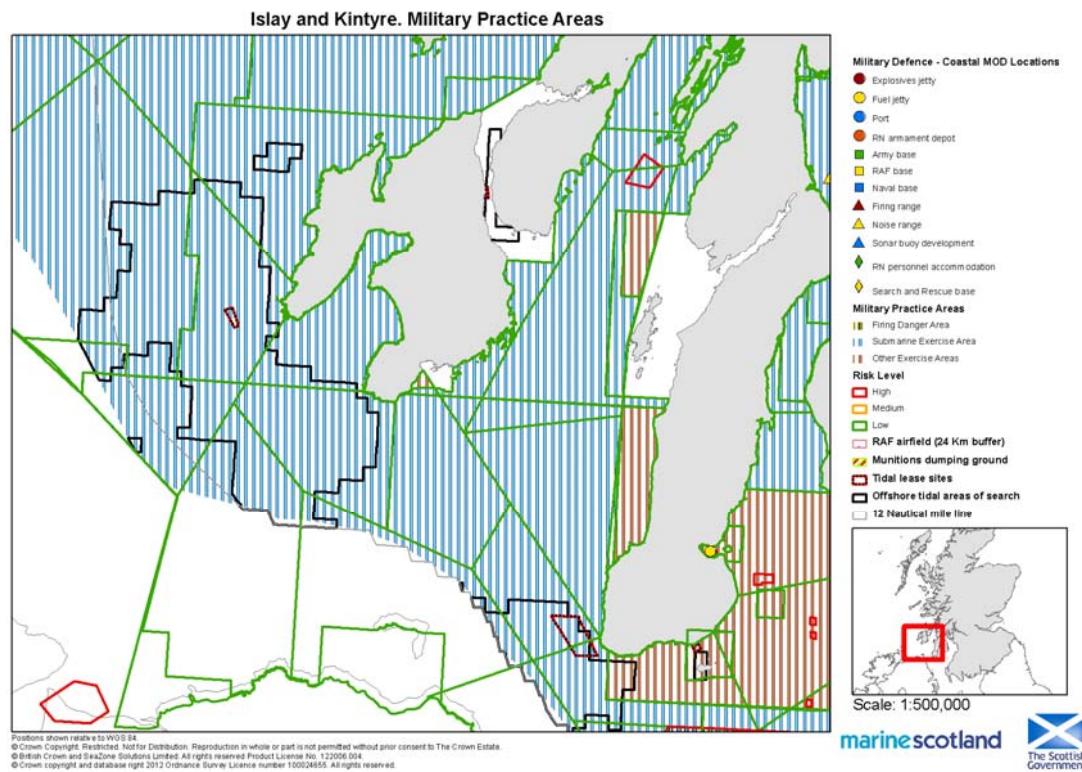 Islay and Kintyre. Military Practice Areas
Military Defence - Coastal MOD Locations
Explosives jetty
Fuel jetty
Port
RN armament depot
Army base
RAF base
Naval base
Firing range
Noise range
Sonar buoy development
RN personnel accommodation
Search and Rescue base
Military Practice Areas
Firing Danger Area
Submarine Exercise Area
Other Exercise Areas
Risk Level
High
Medium
Low
RAF airfield (24 Km buffer)
Munitions dumping ground
Tidal lease sites
Offshore tidal areas of search
12 Nautical mile line
Scale: 1:500,000
marinescotland
The Scottish
Government
Positions shown relative to WGS 84.
© Crown Copyright. Restricted. Not for Distribution. Reproduction in whole or part is not permitted without prior consent to The Crown Estate.
© British Crown and SeaZone Solutions Limited. All rights reserved Product License No. 122006.004.
© Crown copyright and database right 2012 Ordnance Survey Licence number 100024655. All rights reserved.